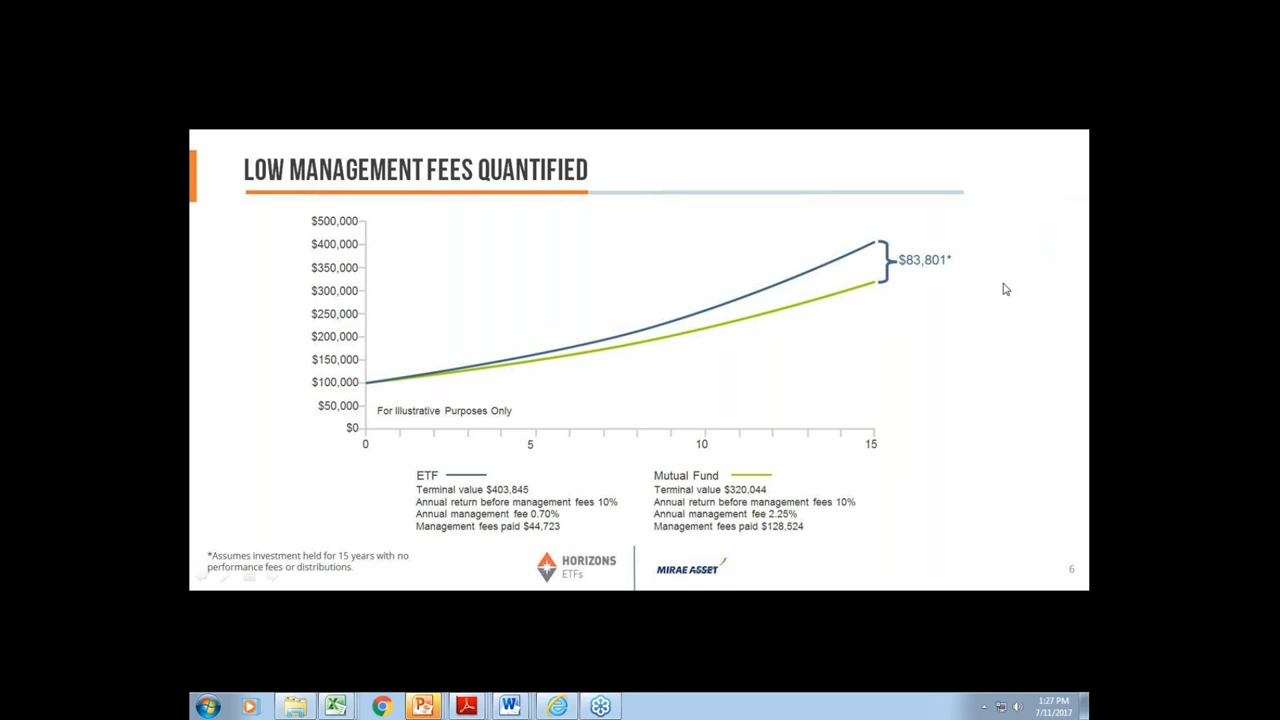 LOW MANAGEMENT FEES QUANTIFIED
$500,000
$400,000
$350,000
$300,000
$250,000
$200,000
$150,000
$100,000
$50,000
$0
$83,801*
For Illustrative Purposes Only
0 5 10 15
ETF
Terminal value $403,845
Annual return before management fees 10%
Annual management fee 0.70%
Management fees paid $44,723
Mutual Fund
Terminal value $320,044
Annual return before management fees 10%
Annual management fee 2.25%
Management fees paid $128,524
*Assumes investment held for 15 years with no
performance fees or distributions.
HORIZONS
ETFs
MIRAE ASSET
6
1:27 PM
7/11/2017